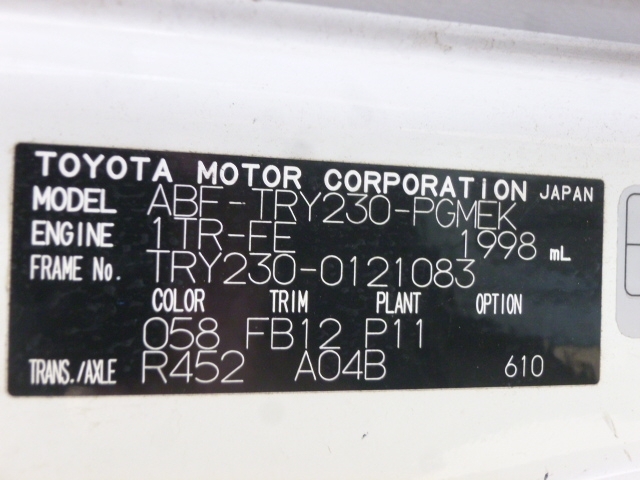 TOYOTA MOTOR CORPORATION JAPAN
MODEL ABF-TRY230-PGMEK
ENGINE 1TR-FE 1998 mL
FRAME No. TRY230-0121083
COLOR TRIM PLANT OPTION
058 FB12 P11
TRANS./AXLE R452 A04B 610